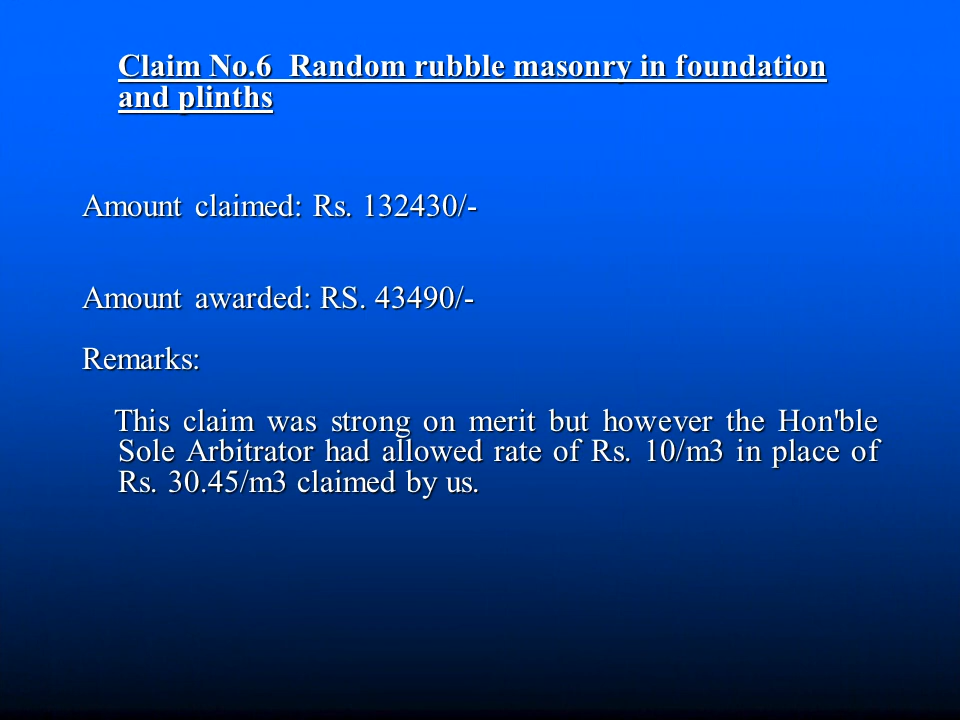 Claim No.6 Random rubble masonry in foundation
and plinths
Amount claimed: Rs. 132430/-
Amount awarded: RS. 43490/-
Remarks:
This claim was strong on merit but however the Hon'ble
Sole Arbitrator had allowed rate of Rs. 10/m3 in place of
Rs. 30.45/m3 claimed by us.